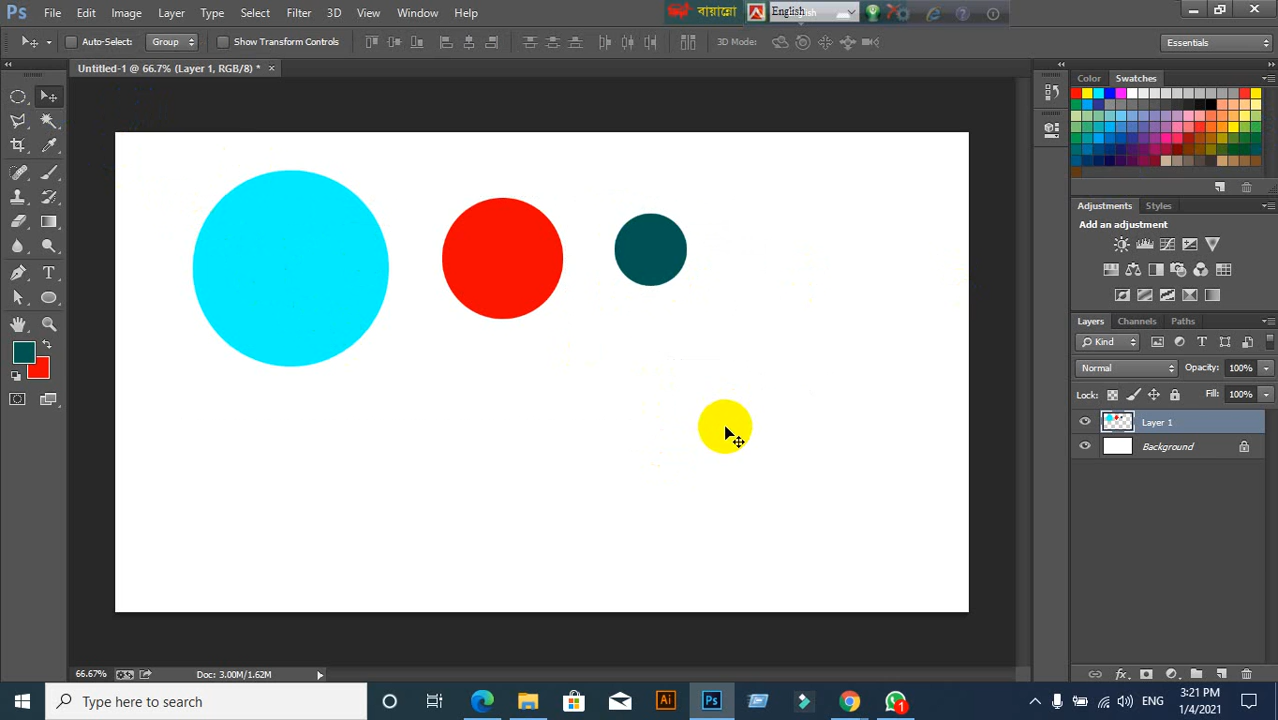 Ps File Edit Image Layer Type Select Filter 3D View Window Help
বায়ান্নো English
Auto-Select: Group Show Transform Controls 3D Mode: Essentials
Untitled-1 @ 66.7% (Layer 1, RGB/8) *
Color Swatches
Adjustments Styles
Add an adjustment
Layers Channels Paths
Kind
Normal Opacity: 100%
Lock: Fill: 100%
Layer 1
Background
66.67% Doc: 3.00M/1.62M
Type here to search
Ai Ps 1 ENG
3:21 PM
1/4/2021